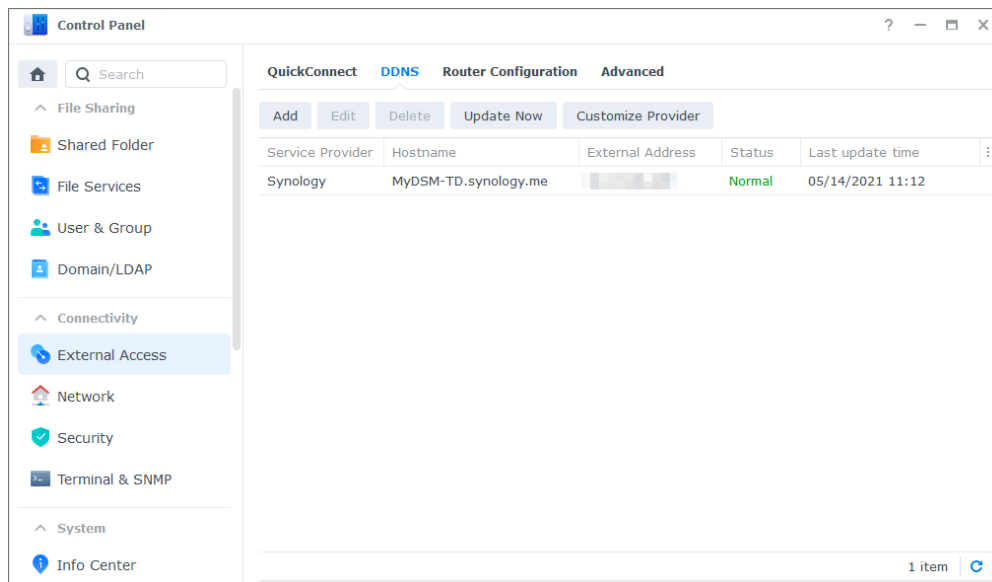 Control Panel
?
Search
File Sharing
Shared Folder
File Services
User & Group
Domain/LDAP
Connectivity
External Access
Network
Security
Terminal & SNMP
System
Info Center
QuickConnect DDNS Router Configuration Advanced
Add Edit Delete Update Now Customize Provider
Service Provider Hostname External Address Status Last update time
Synology MyDSM-TD.synology.me Normal 05/14/2021 11:12
1 item